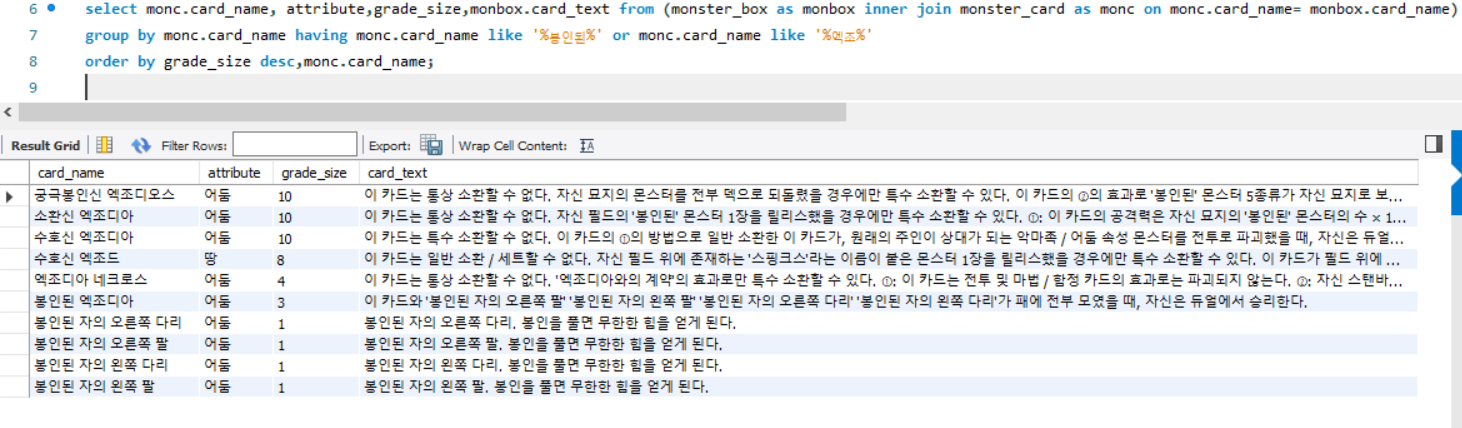 6 select monc.card_name, attribute,grade_size,monbox.card_text from (monster_box as monbox inner join monster_card as monc on monc.card_name= monbox.card_name)
7 group by monc.card_name having monc.card_name like '%봉인된%' or monc.card_name like '%엑조%'
8 order by grade_size desc,monc.card_name;
9
Result Grid Filter Rows: Export: Wrap Cell Content:
card_name attribute grade_size card_text
궁극봉인신 엑조디오스 어둠 10 이 카드는 통상 소환할 수 없다. 자신 묘지의 몬스터를 전부 덱으로 되돌렸을 경우에만 특수 소환할 수 있다. 이 카드의 ②의 효과로 '봉인된' 몬스터 5종류가 자신 묘지로 보...
소환신 엑조디아 어둠 10 이 카드는 통상 소환할 수 없다. 자신 필드의 '봉인된' 몬스터 1장을 릴리스했을 경우에만 특수 소환할 수 있다. ①: 이 카드의 공격력은 자신 묘지의 '봉인된' 몬스터의 수 × 1...
수호신 엑조디아 어둠 10 이 카드는 특수 소환할 수 없다. 이 카드의 ①의 방법으로 일반 소환한 이 카드가, 원래의 주인이 상대가 되는 악마족 / 어둠 속성 몬스터를 전투로 파괴했을 때, 자신은 듀얼...
수호신 엑조드 땅 8 이 카드는 일반 소환 / 세트할 수 없다. 자신 필드 위에 존재하는 '스핑크스'라는 이름이 붙은 몬스터 1장을 릴리스했을 경우에만 특수 소환할 수 있다. 이 카드가 필드 위에 ...
엑조디아 네크로스 어둠 4 이 카드는 통상 소환할 수 없다. '엑조디아와의 계약'의 효과로만 특수 소환할 수 있다. ①: 이 카드는 전투 및 마법 / 함정 카드의 효과로는 파괴되지 않는다. ②: 자신 스탠바...
봉인된 엑조디아 어둠 3 이 카드와 '봉인된 자의 오른쪽 팔' '봉인된 자의 왼쪽 팔' '봉인된 자의 오른쪽 다리' '봉인된 자의 왼쪽 다리'가 패에 전부 모였을 때, 자신은 듀얼에서 승리한다.
봉인된 자의 오른쪽 다리 어둠 1 봉인된 자의 오른쪽 다리. 봉인을 풀면 무한한 힘을 얻게 된다.
봉인된 자의 오른쪽 팔 어둠 1 봉인된 자의 오른쪽 팔. 봉인을 풀면 무한한 힘을 얻게 된다.
봉인된 자의 왼쪽 다리 어둠 1 봉인된 자의 왼쪽 다리. 봉인을 풀면 무한한 힘을 얻게 된다.
봉인된 자의 왼쪽 팔 어둠 1 봉인된 자의 왼쪽 팔. 봉인을 풀면 무한한 힘을 얻게 된다.